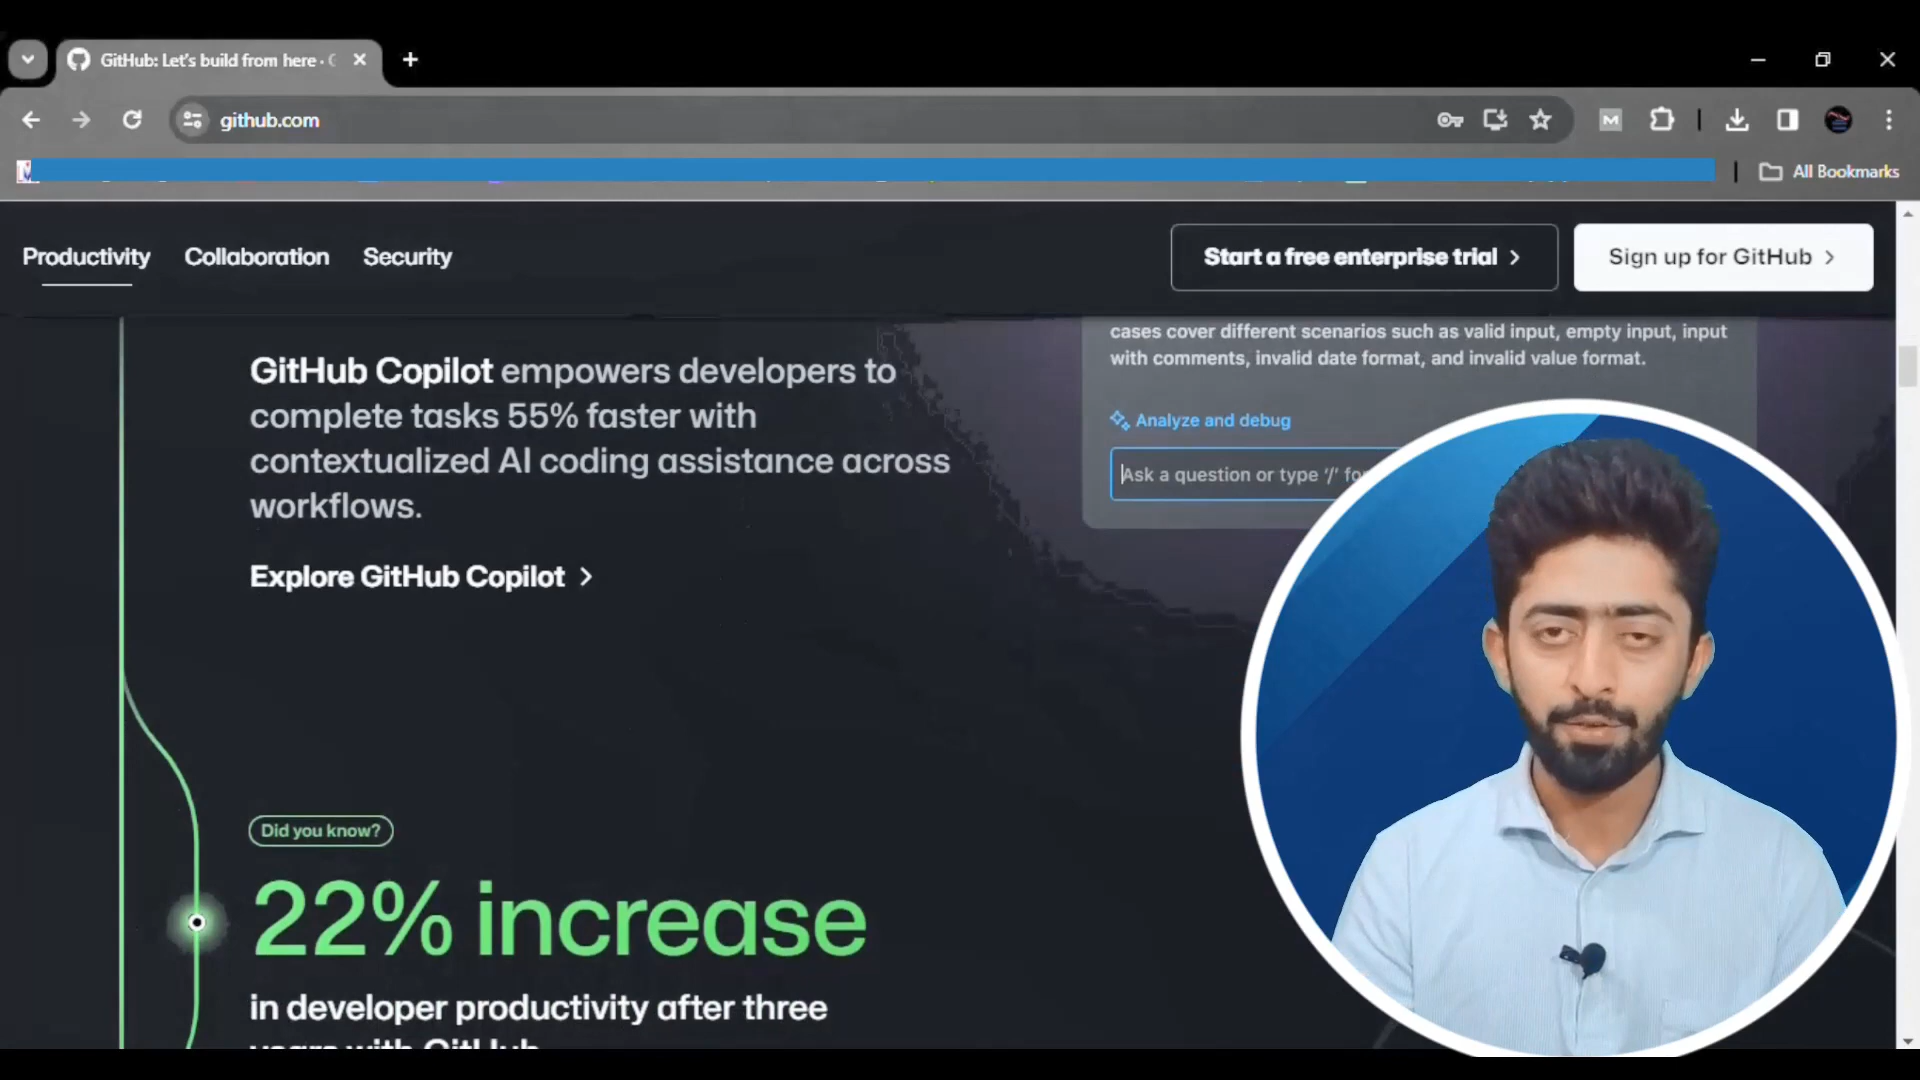 GitHub: Let's build from here ·
github.com
All Bookmarks
Productivity Collaboration Security
Start a free enterprise trial
Sign up for GitHub
cases cover different scenarios such as valid input, empty input, input
with comments, invalid date format, and invalid value format.
GitHub Copilot empowers developers to
complete tasks 55% faster with
contextualized AI coding assistance across
workflows.
Analyze and debug
Ask a question or type '/'
Explore GitHub Copilot
Did you know?
22% increase
in developer productivity after three
years with GitHub